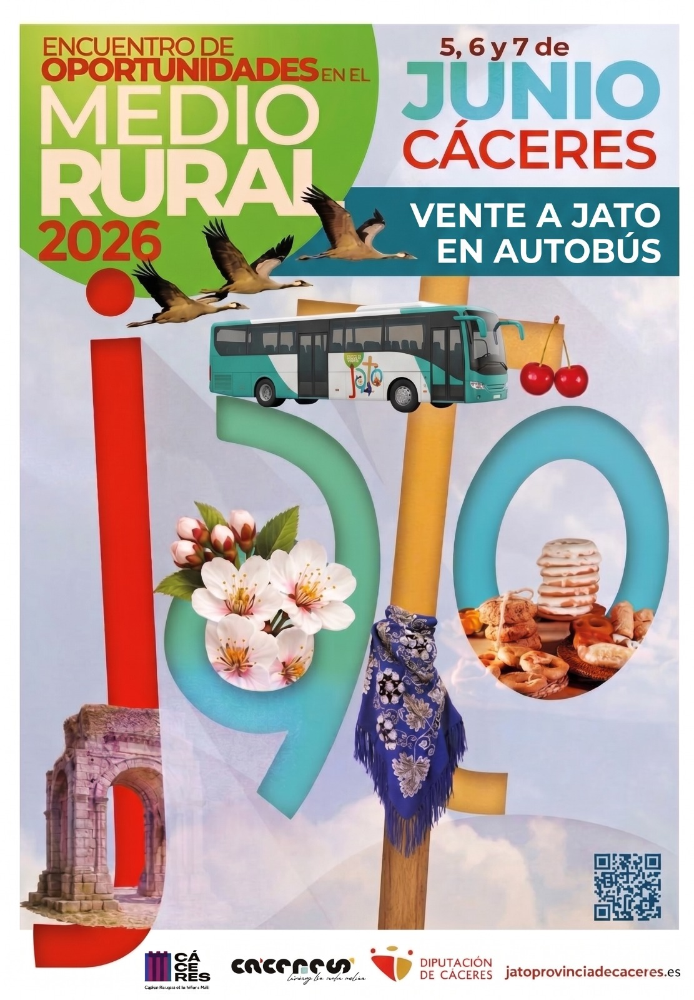 ENCUENTRO DE
OPORTUNIDADES EN EL
MEDIO
RURAL
2026
5, 6 y 7 de
JUNIO
CÁCERES
VENTE A JATO
EN AUTOBÚS
jato
jato
CÁ
CE
RES
DIPUTACIÓN
DE CÁCERES
jatoprovinciadecaceres.es